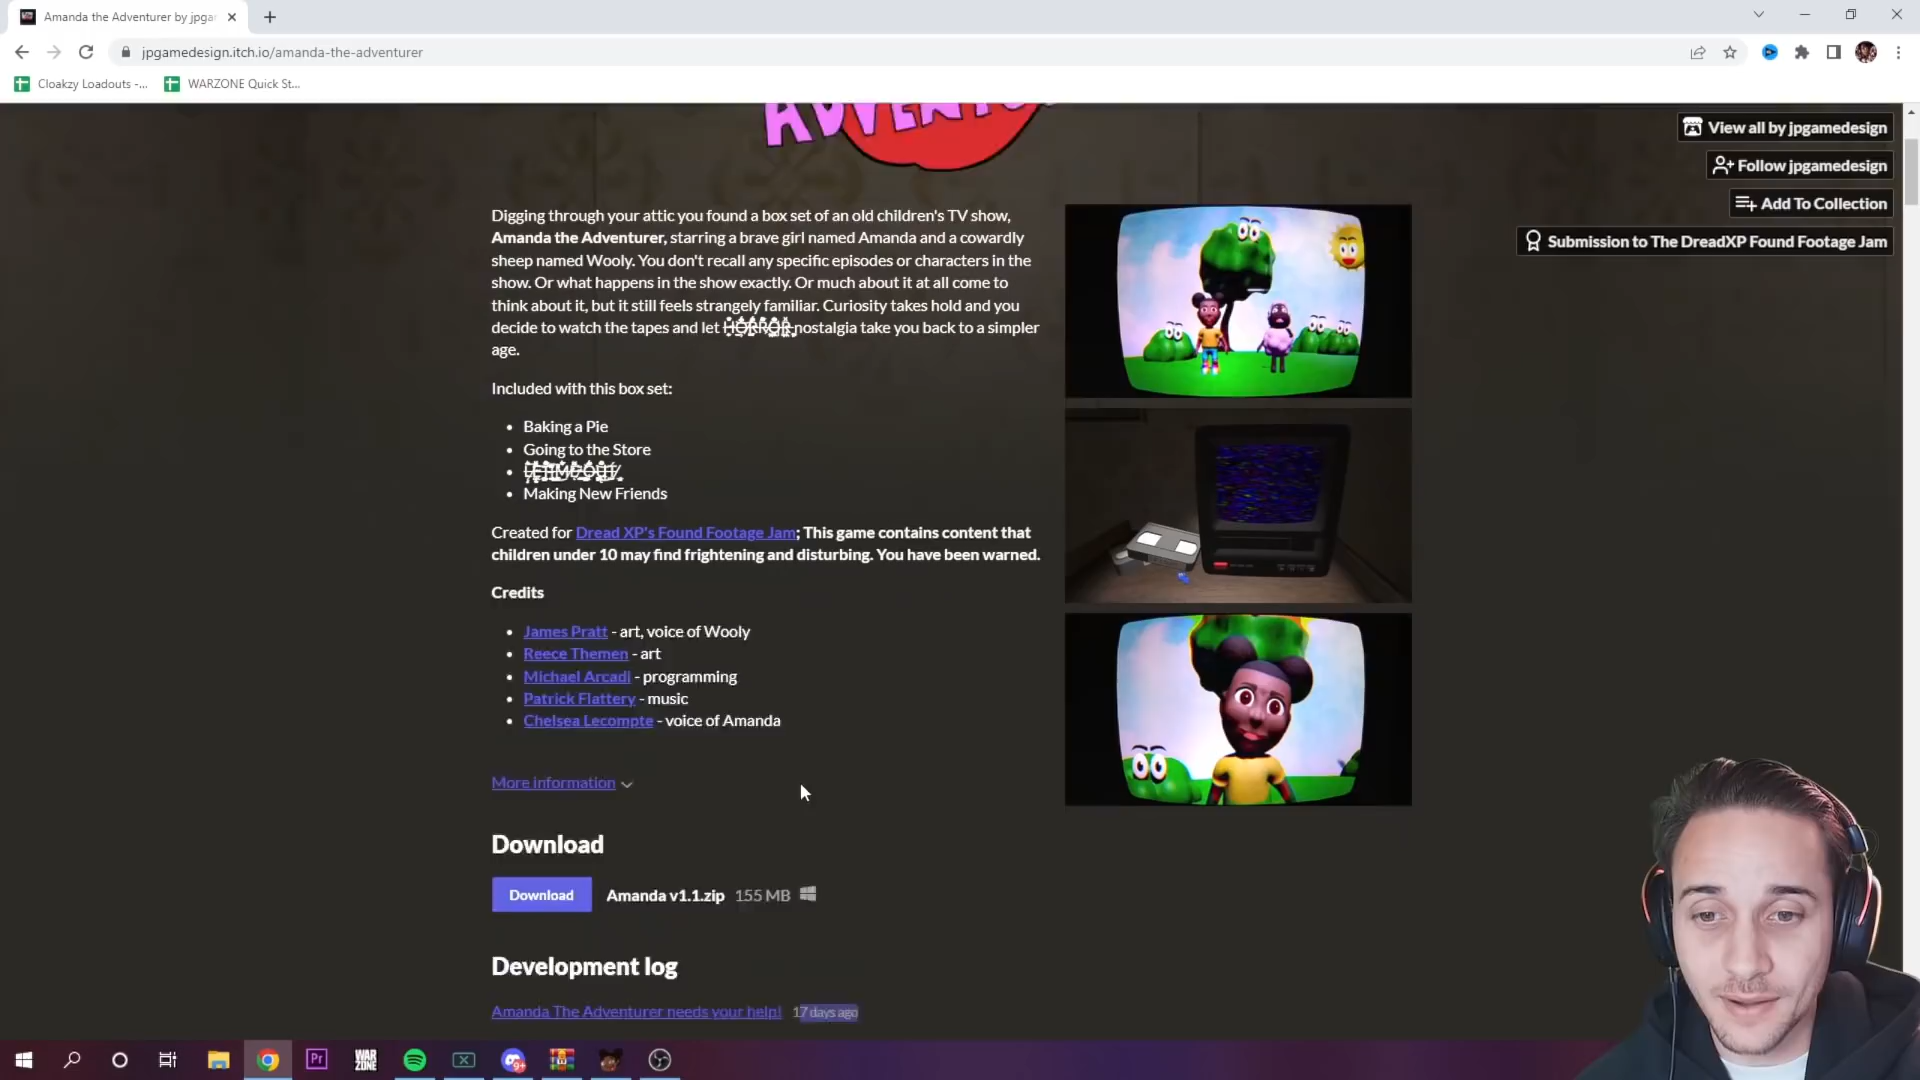 Amanda the Adventurer by jpga
jpgamedesign.itch.io/amanda-the-adventurer
Cloakzy Loadouts -...
WARZONE Quick St...
View all by jpgamedesign
Follow jpgamedesign
Add To Collection
Submission to The DreadXP Found Footage Jam
Digging through your attic you found a box set of an old children's TV show,
Amanda the Adventurer, starring a brave girl named Amanda and a cowardly
sheep named Wooly. You don't recall any specific episodes or characters in the
show. Or what happens in the show exactly. Or much about it at all come to
think about it, but it still feels strangely familiar. Curiosity takes hold and you
decide to watch the tapes and let HORROR nostalgia take you back to a simpler
age.
Included with this box set:
Baking a Pie
Going to the Store
Making New Friends
Created for Dread XP's Found Footage Jam; This game contains content that
children under 10 may find frightening and disturbing. You have been warned.
Credits
James Pratt - art, voice of Wooly
Reece Themen - art
Michael Arcadi - programming
Patrick Flattery - music
Chelsea Lecompte - voice of Amanda
More information
Download
Download Amanda v1.1.zip 155 MB
Development log
Amanda The Adventurer needs your help! 17 days ago
Pr
WAR
ZONE
9+